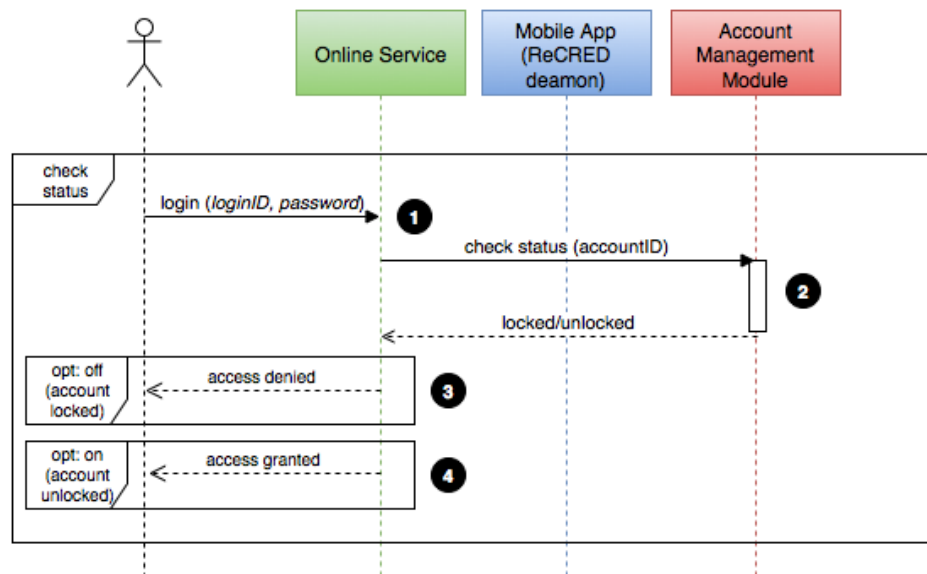 Online Service
Mobile App
(ReCRED
deamon)
Account
Management
Module
check
status
login (loginID, password)
1
check status (accountID)
2
locked/unlocked
opt: off
(account
locked)
access denied
3
opt: on
(account
unlocked)
access granted
4